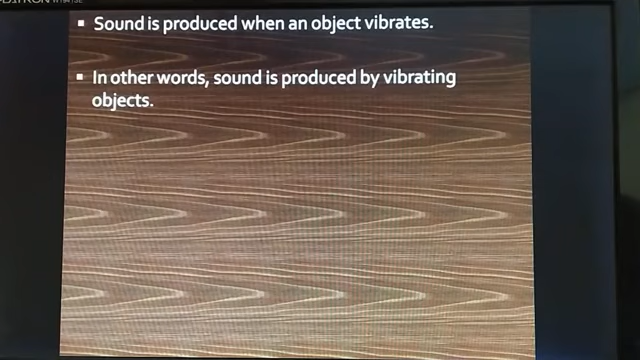 ▪ Sound is produced when an object vibrates.
▪ In other words, sound is produced by vibrating
objects.